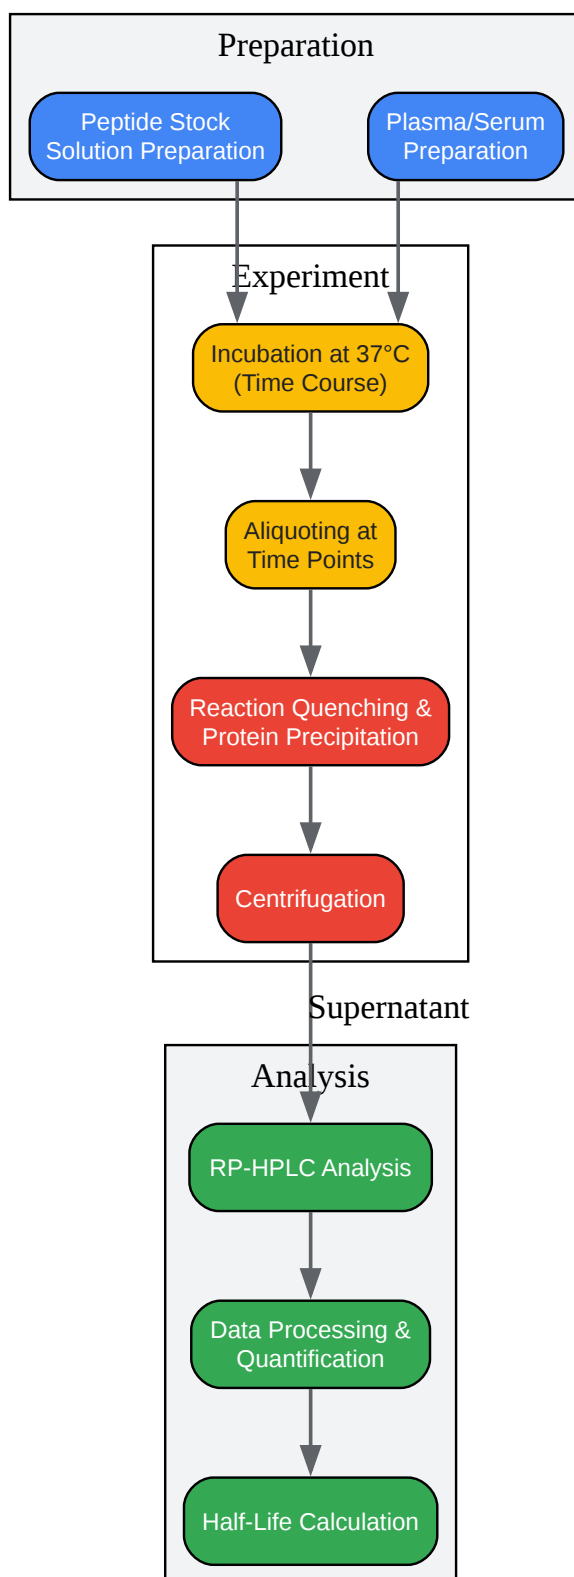 Preparation
Peptide Stock
Solution Preparation
Plasma/Serum
Preparation
Experiment
Incubation at 37°C
(Time Course)
Aliquoting at
Time Points
Reaction Quenching &
Protein Precipitation
Centrifugation
Supernatant
Analysis
RP-HPLC Analysis
Data Processing &
Quantification
Half-Life Calculation